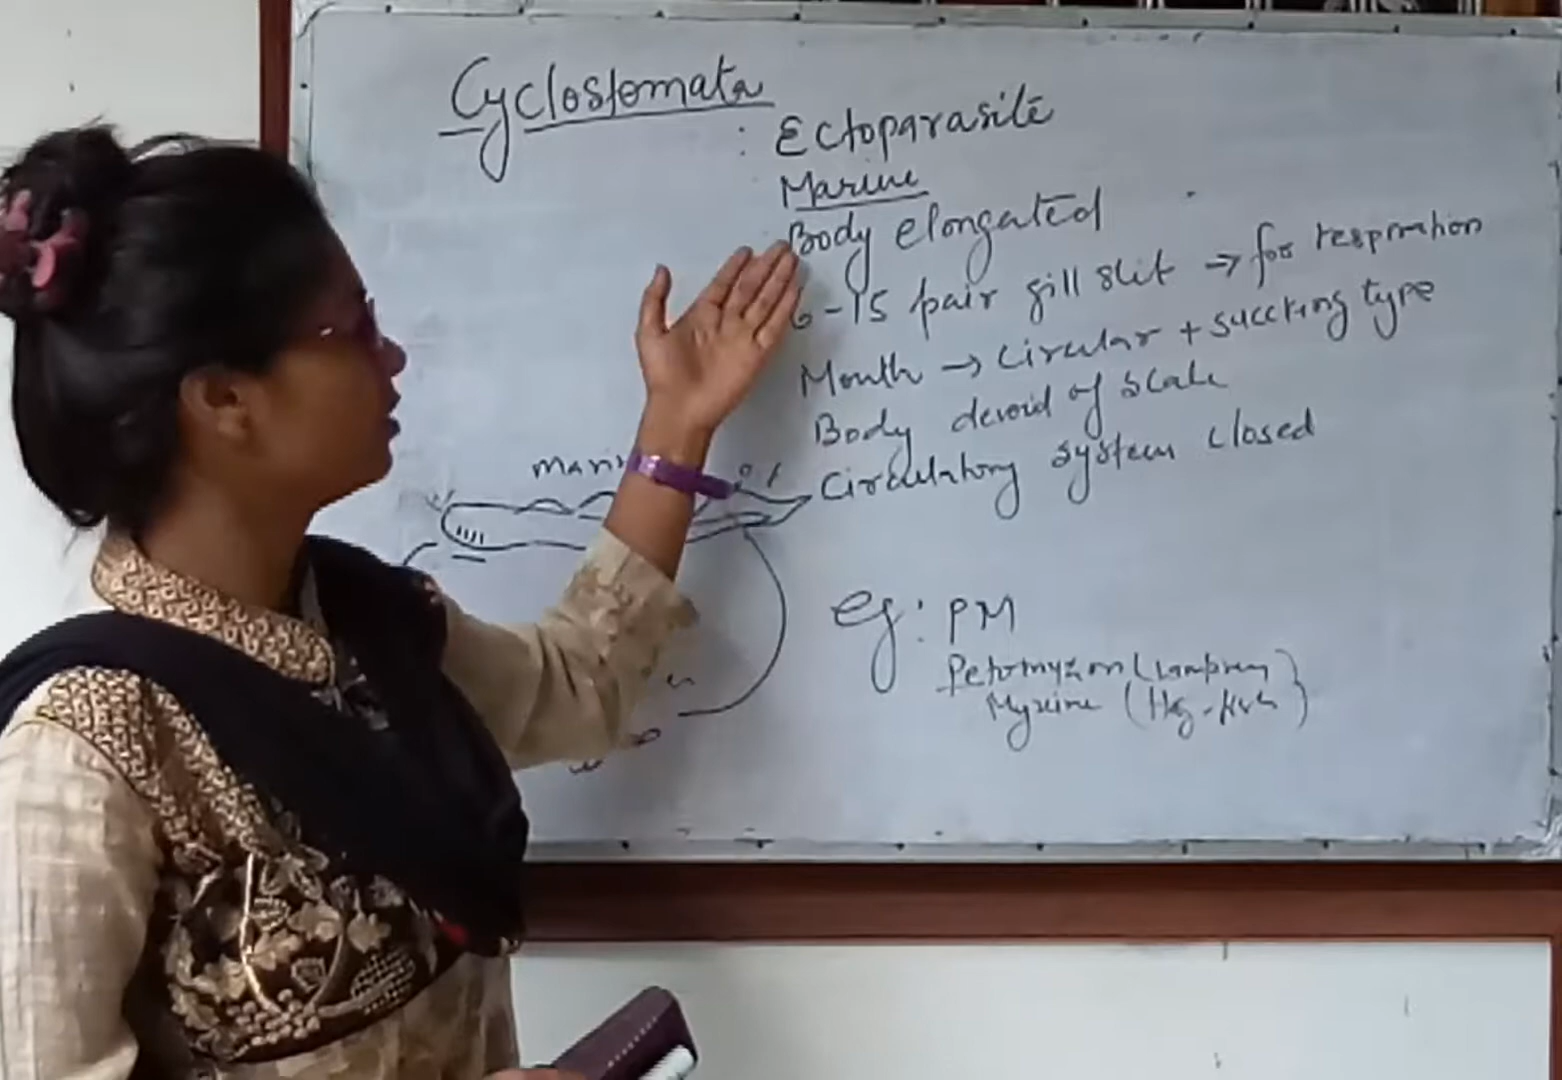 Cyclostomata
: Ectoparasite
Marine
Body elongated
6-15 pair gill slit → for respiration
Mouth → circular + succking type
Body devoid of scale
Circulatory system closed
Mari
eg: PM
Petromyzon (Lamprey)
Myxine (Hag-fish)